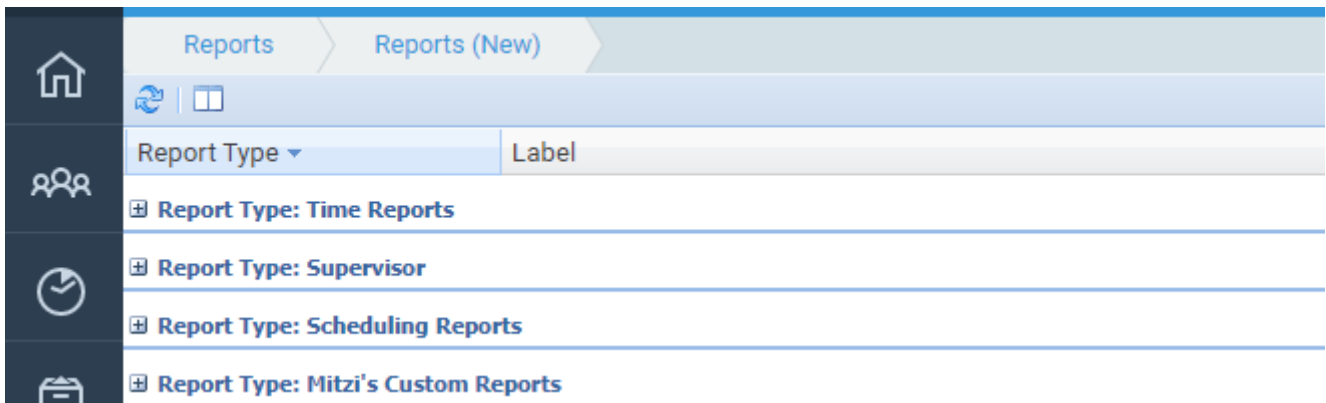 Reports Reports (New)
Report Type Label
Report Type: Time Reports
Report Type: Supervisor
Report Type: Scheduling Reports
Report Type: Mitzi's Custom Reports